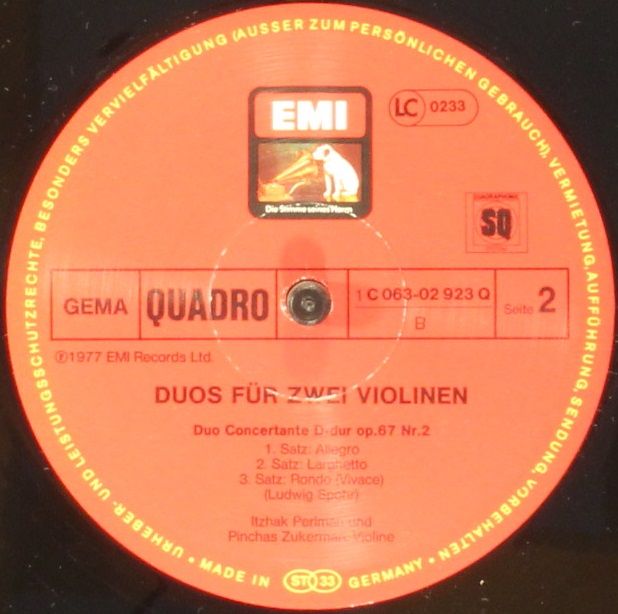 URHEBER- UND LEISTUNGSSCHUTZRECHTE, BESONDERS VERVIELFÄLTIGUNG (AUSSER ZUM PERSÖNLICHEN GEBRAUCH), VERMIETUNG, AUFFÜHRUNG, SENDUNG, VORBEHALTEN •
EMI
LC 0233
Die Stimme seines Herrn
QUADRAPHONIC
SQ
GEMA QUADRO 1 C 063-02 923 Q Seite 2
B
℗1977 EMI Records Ltd.
DUOS FÜR ZWEI VIOLINEN
Duo Concertante D-dur op.67 Nr.2
1. Satz: Allegro
2. Satz: Larghetto
3. Satz: Rondo (Vivace)
(Ludwig Spohr)
Itzhak Perlman und
Pinchas Zukerman, Violine
• MADE IN ST 33 GERMANY •